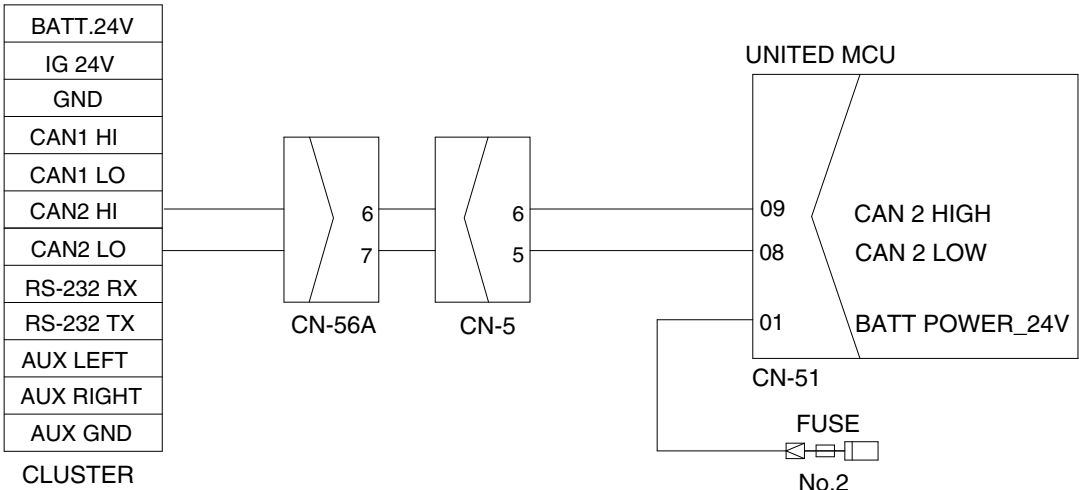 BATT.24V
IG 24V
GND
CAN1 HI
CAN1 LO
CAN2 HI
CAN2 LO
RS-232 RX
RS-232 TX
AUX LEFT
AUX RIGHT
AUX GND
CLUSTER
6
7
CN-56A
6
5
CN-5
UNITED MCU
09 CAN 2 HIGH
08 CAN 2 LOW
01 BATT POWER_24V
CN-51
FUSE
No.2